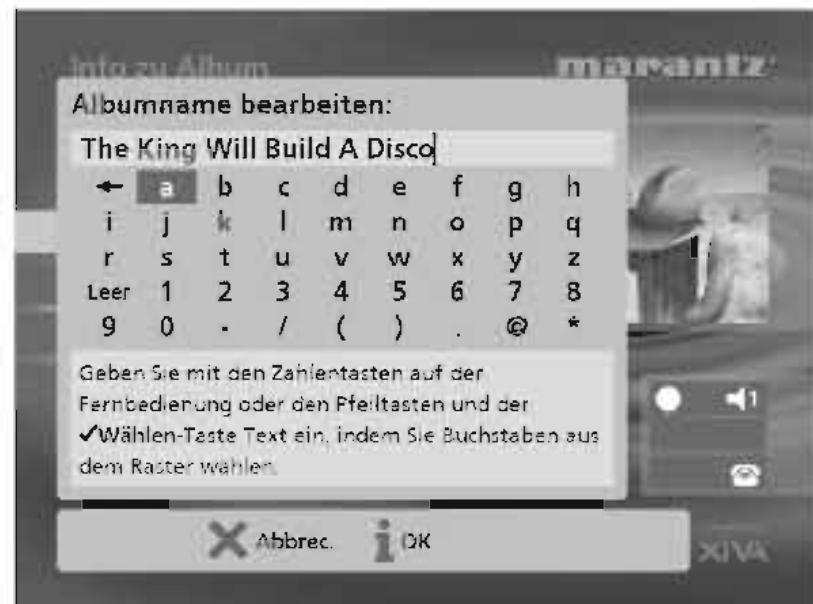 Info zu Album
marantz
Albumname bearbeiten:
The King Will Build A Disco
← a b c d e f g h
i j k l m n o p q
r s t u v w x y z
Leer 1 2 3 4 5 6 7 8
9 0 - / ( ) . @ *
Geben Sie mit den Zahlentasten auf der
Fernbedienung oder den Pfeiltasten und der
✓Wählen-Taste Text ein, indem Sie Buchstaben aus
dem Raster wählen.
1
Abbrec. OK
XIVA